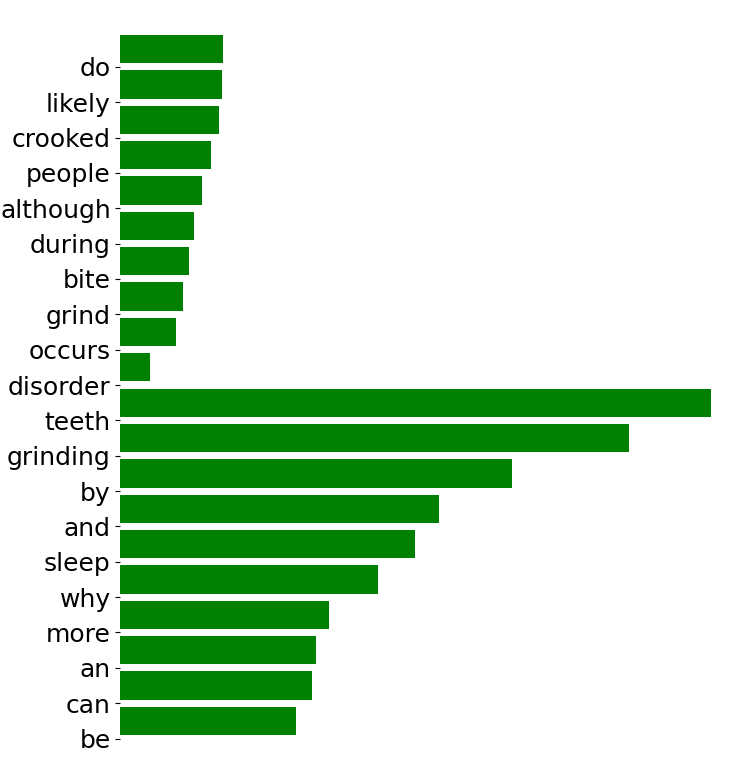 do
likely
crooked
people
although
during
bite
grind
occurs
disorder
teeth
grinding
by
and
sleep
why
more
an
can
be